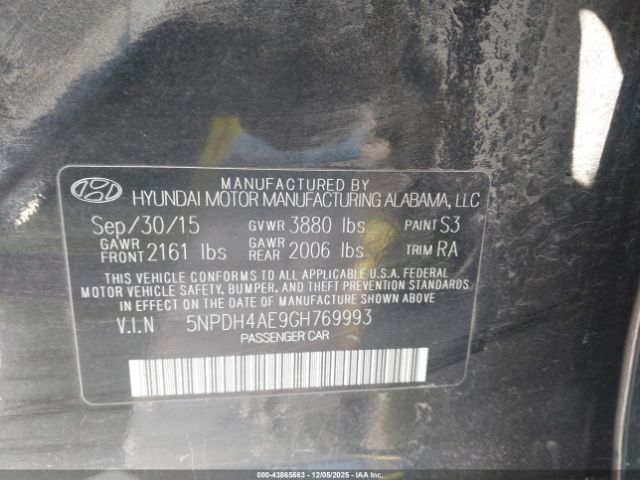 MANUFACTURED BY
HYUNDAI MOTOR MANUFACTURING ALABAMA, LLC
Sep/30/15 GVWR 3880 lbs PAINT S3
GAWR FRONT 2161 lbs GAWR REAR 2006 lbs TRIM RA
THIS VEHICLE CONFORMS TO ALL APPLICABLE U.S.A. FEDERAL
MOTOR VEHICLE SAFETY, BUMPER, AND THEFT PREVENTION STANDARDS
IN EFFECT ON THE DATE OF MANUFACTURE SHOWN ABOVE.
V.I.N 5NPDH4AE9GH769993
PASSENGER CAR
000-43865663 • 12/05/2025 • IAAI.COM